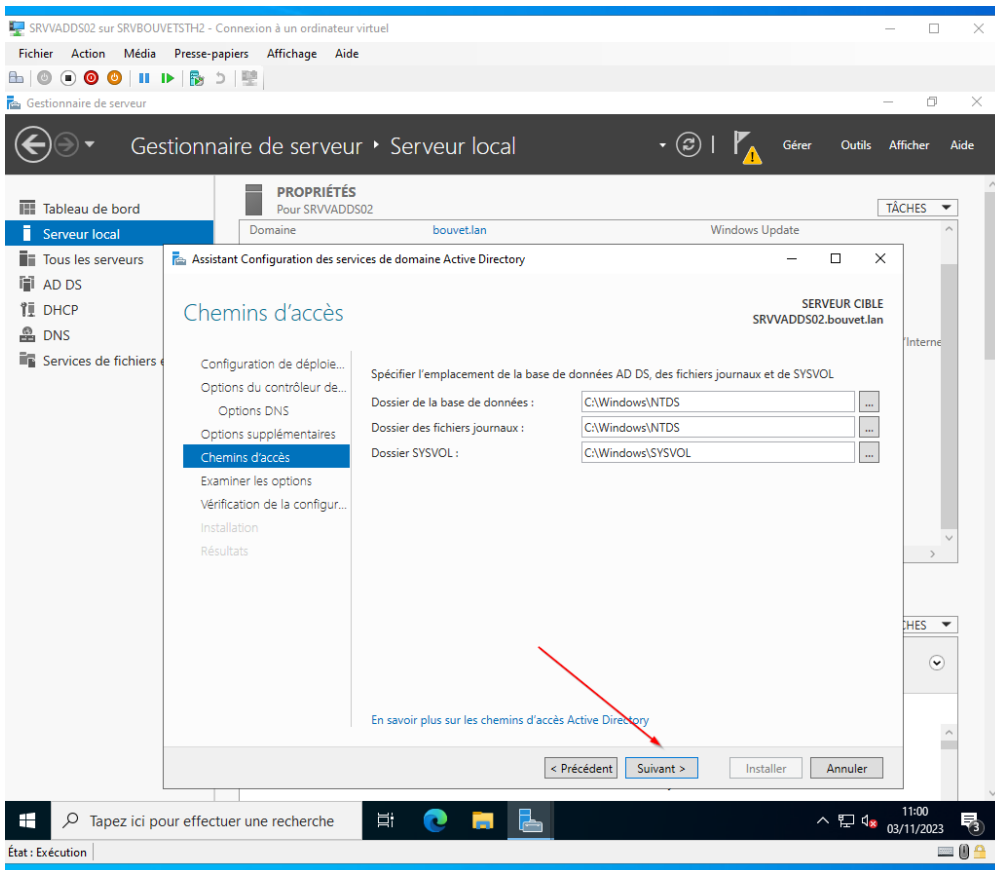 SRVVADDS02 sur SRVBOUVETSTH2 - Connexion à un ordinateur virtuel
Fichier Action Média Presse-papiers Affichage Aide
Gestionnaire de serveur
Gestionnaire de serveur Serveur local
Gérer Outils Afficher Aide
Tableau de bord
Serveur local
Tous les serveurs
AD DS
DHCP
DNS
Services de fichiers e
PROPRIÉTÉS
Pour SRVVADDS02
TÂCHES
Domaine bouvet.lan Windows Update
Assistant Configuration des services de domaine Active Directory
Chemins d'accès
SERVEUR CIBLE
SRVVADDS02.bouvet.lan
'Interne
Configuration de déploie...
Options du contrôleur de...
Options DNS
Options supplémentaires
Chemins d'accès
Examiner les options
Vérification de la configur...
Installation
Résultats
Spécifier l'emplacement de la base de données AD DS, des fichiers journaux et de SYSVOL
Dossier de la base de données : C:\Windows\NTDS ...
Dossier des fichiers journaux : C:\Windows\NTDS ...
Dossier SYSVOL : C:\Windows\SYSVOL ...
En savoir plus sur les chemins d'accès Active Directory
CHES
< Précédent Suivant > Installer Annuler
Tapez ici pour effectuer une recherche
11:00
03/11/2023
3
État : Exécution